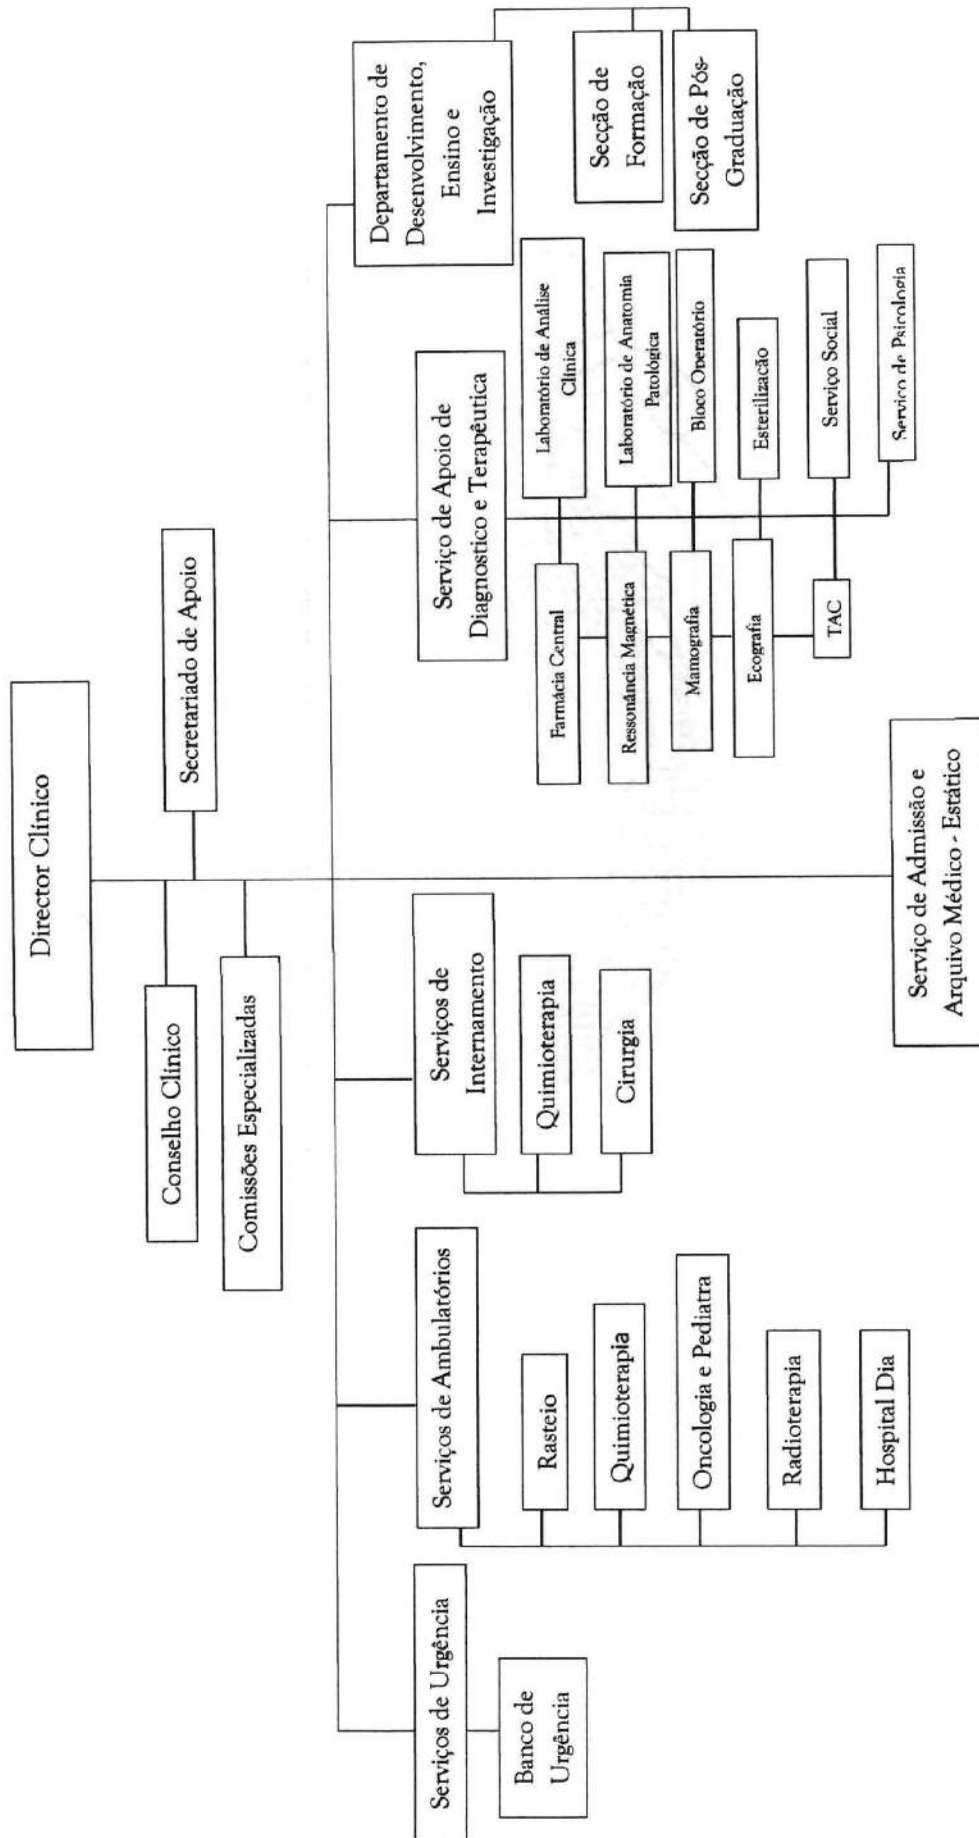 Director Clínico
Secretariado de Apoio
Conselho Clínico
Comissões Especializadas
Serviços de Urgência
Banco de
Urgência
Serviços de Ambulatórios
Rasteio
Quimioterapia
Oncologia e Pediatra
Radioterapia
Hospital Dia
Serviços de
Internamento
Quimioterapia
Cirurgia
Serviço de Apoio de
Diagnostico e Terapêutica
Farmácia Central
Laboratório de Análise
Clínica
Ressonância Magnética
Laboratório de Anatomia
Patológica
Mamografia
Bloco Operatório
Ecografia
Esterilização
TAC
Serviço Social
Serviço de Psicologia
Departamento de
Desenvolvimento,
Ensino e
Investigação
Secção de
Formação
Secção de Pós-
Graduação
Serviço de Admissão e
Arquivo Médico - Estático